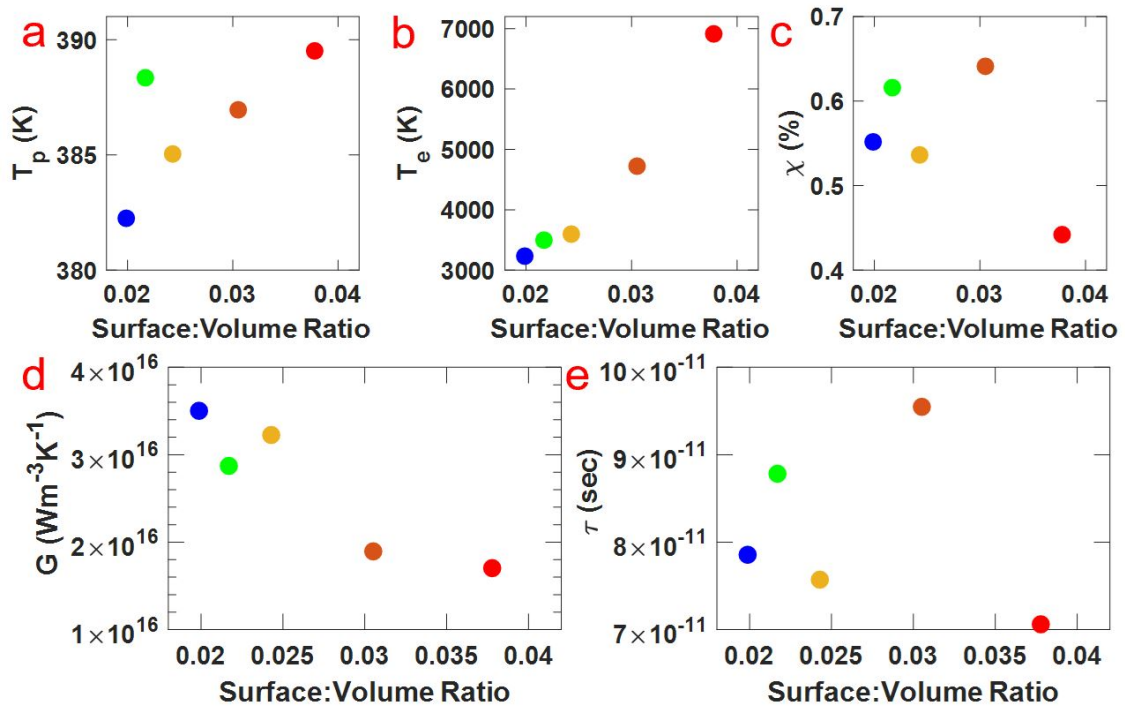 a
390
385
380
T_p (K)
0.02 0.03 0.04
Surface:Volume Ratio
b
7000
6000
5000
4000
3000
T_e (K)
0.02 0.03 0.04
Surface:Volume Ratio
c
0.7
0.6
0.5
0.4
χ (%)
0.02 0.03 0.04
Surface:Volume Ratio
d
4×10^16
3×10^16
2×10^16
1×10^16
G (Wm^-3K^-1)
0.02 0.025 0.03 0.035 0.04
Surface:Volume Ratio
e
10×10^-11
9×10^-11
8×10^-11
7×10^-11
τ (sec)
0.02 0.025 0.03 0.035 0.04
Surface:Volume Ratio